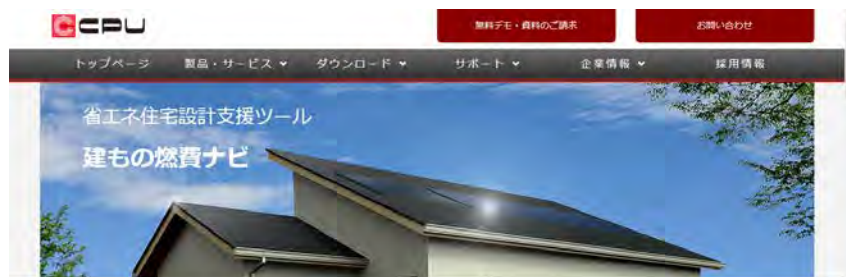 CPU
無料デモ・資料のご請求
お問い合わせ
トップページ 製品・サービス ダウンロード サポート 企業情報 採用情報
省エネ住宅設計支援ツール
建もの燃費ナビ